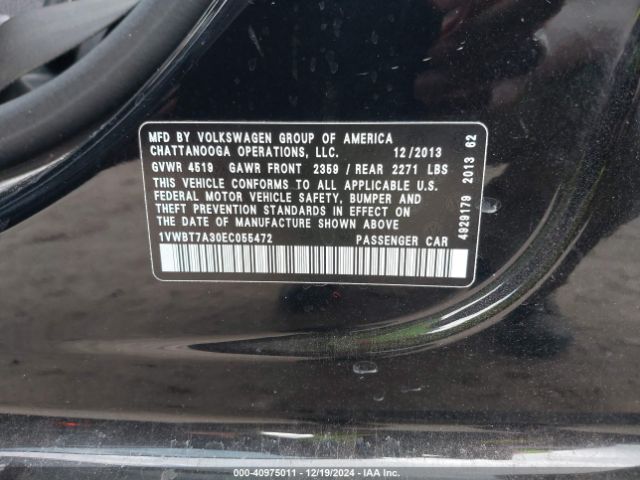 MFD BY VOLKSWAGEN GROUP OF AMERICA
CHATTANOOGA OPERATIONS, LLC. 12/2013
GVWR 4519 GAWR FRONT 2359 / REAR 2271 LBS
THIS VEHICLE CONFORMS TO ALL APPLICABLE U.S.
FEDERAL MOTOR VEHICLE SAFETY, BUMPER AND
THEFT PREVENTION STANDARDS IN EFFECT ON
THE DATE OF MANUFACTURE SHOWN ABOVE
1VWBT7A30EC055472 PASSENGER CAR
4929179 2013 62
© - 40975011 - 12/19/2024 - IAA Inc.